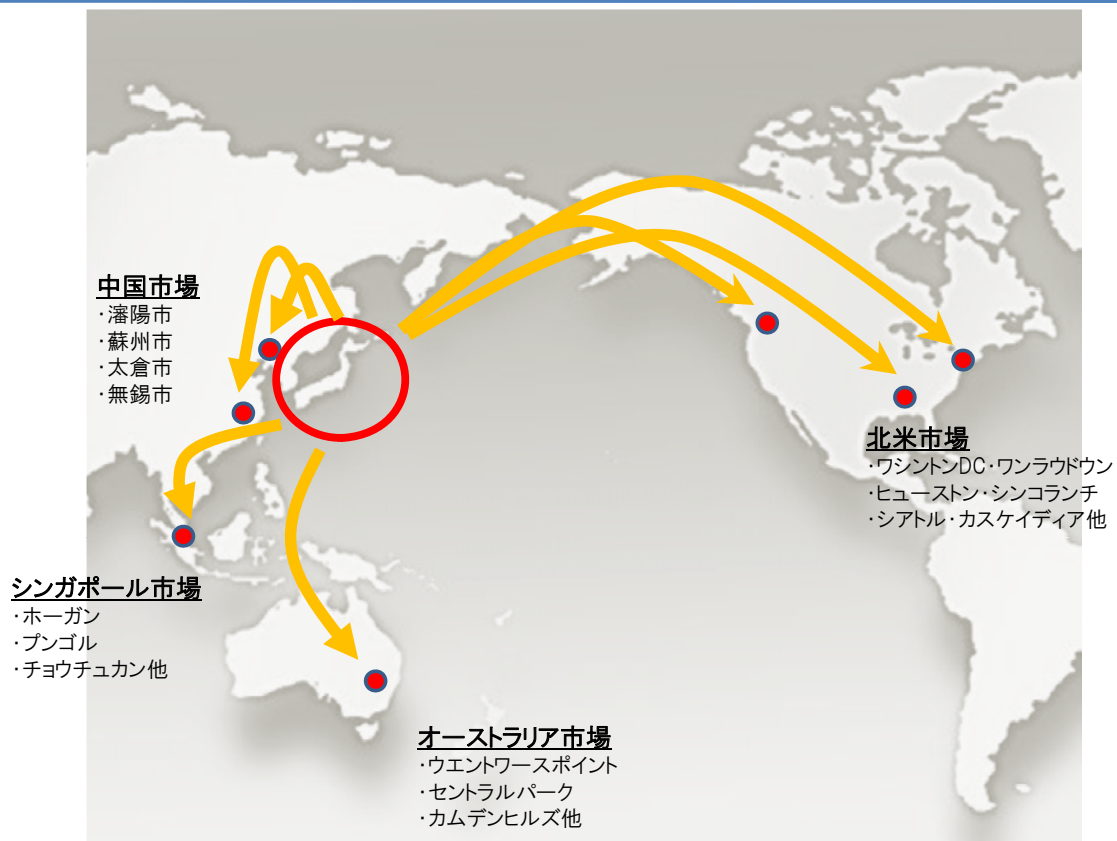 中国市場
・瀋陽市
・蘇州市
・太倉市
・無錫市
北米市場
・ワシントンDC・ワンラウドウン
・ヒューストン・シンコランチ
・シアトル・カスケイディア他
シンガポール市場
・ホーガン
・プンゴル
・チョウチュカン他
オーストラリア市場
・ウエントワースポイント
・セントラルパーク
・カムデンヒルズ他